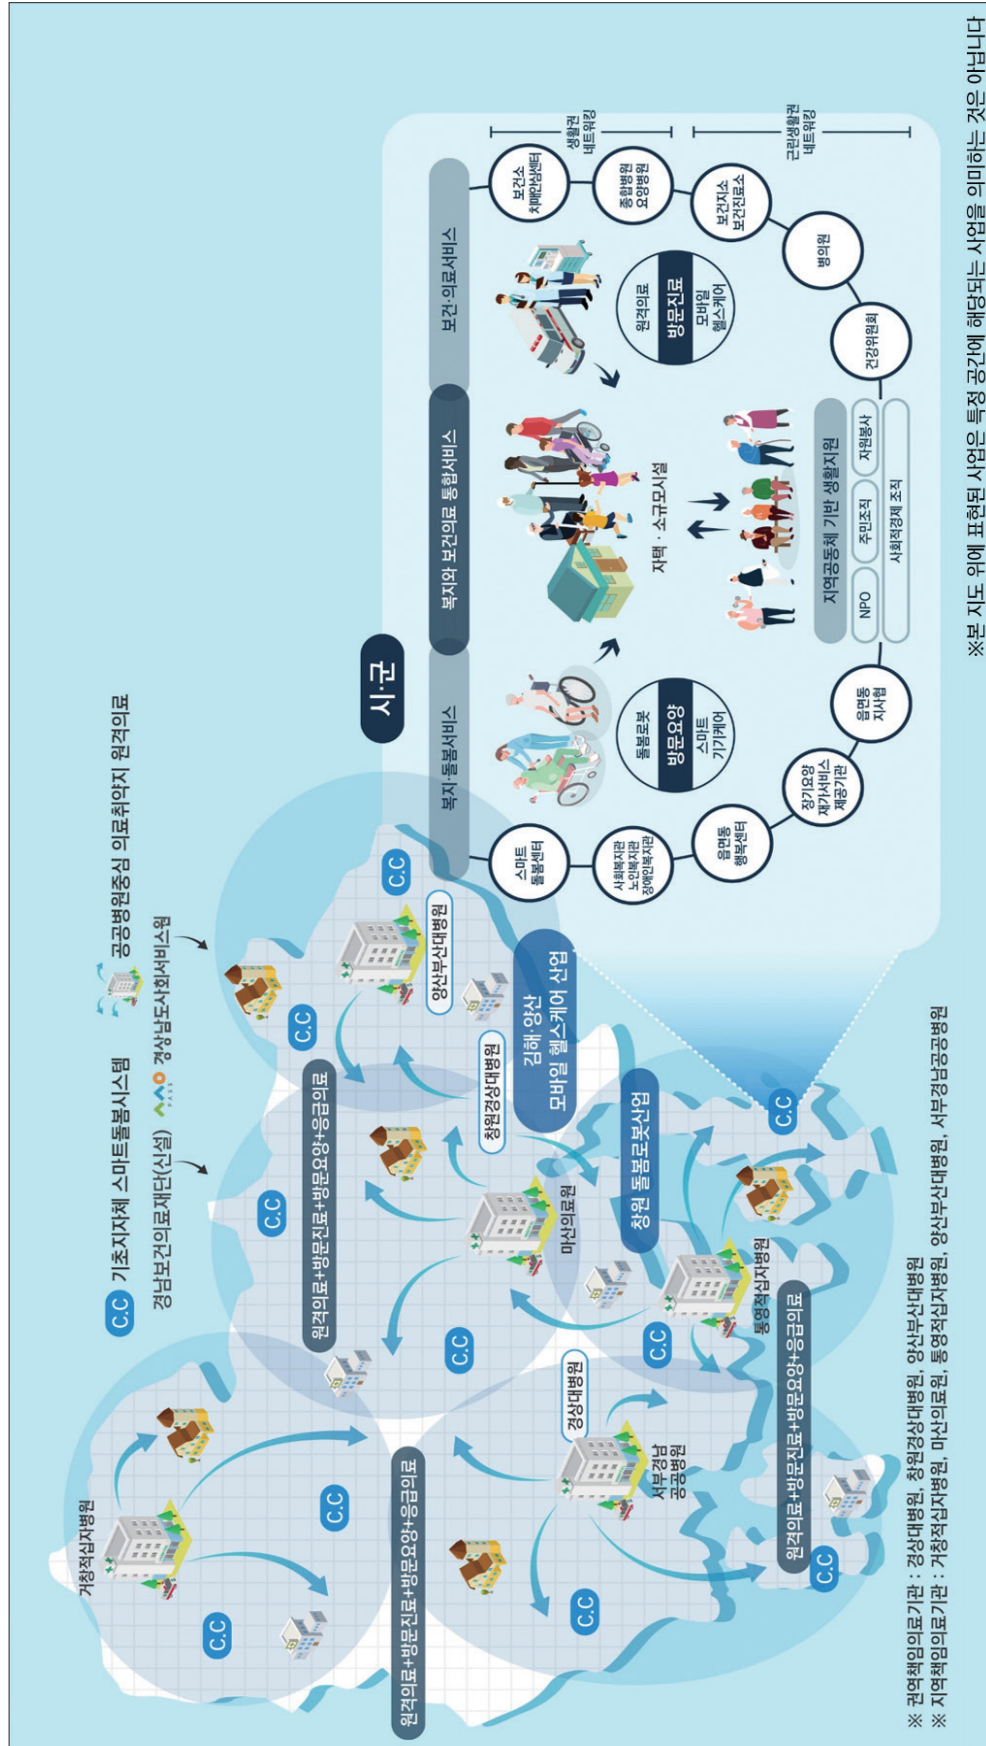 C.C 기초지자체 스마트돌봄시스템
공공병원중심 의료취약지 원격의료
경남보건의료재단(신설)
PASS
경상남도사회서비스원
거창적십자병원
C.C
C.C
원격의료+방문진료+방문요양+응급의료
C.C
원격의료+방문진료+방문요양+응급의료
C.C
C.C
양산부산대병원
창원경상대병원
김해·양산
모바일 헬스케어 산업
마산의료원
창원 돌봄로봇산업
C.C
C.C
경상대병원
서부경남
공공병원
통영적십자병원
C.C
C.C
원격의료+방문진료+방문요양+응급의료
C.C
시·군
복지·돌봄서비스
복지와 보건의료 통합서비스
보건·의료서비스
스마트
돌봄센터
사회복지관
노인복지관
장애인복지관
읍면동
행복센터
장기요양
재가서비스
제공기관
읍면동
지사협
돌봄로봇
방문요양
스마트
기기케어
자택·소규모시설
원격의료
방문진료
모바일
헬스케어
보건소
치매안심센터
종합병원
요양병원
보건지소
보건진료소
병의원
건강위원회
생활권
네트워킹
근린생활권
네트워킹
지역공동체 기반 생활지원
NPO
주민조직
자원봉사
사회적경제 조직
※ 권역책임의료기관 : 경상대병원, 창원경상대병원, 양산부산대병원
※ 지역책임의료기관 : 거창적십자병원, 마산의료원, 통영적십자병원, 양산부산대병원, 서부경남공공병원
※본 지도 위에 표현된 사업은 특정 공간에 해당되는 사업을 의미하는 것은 아닙니다